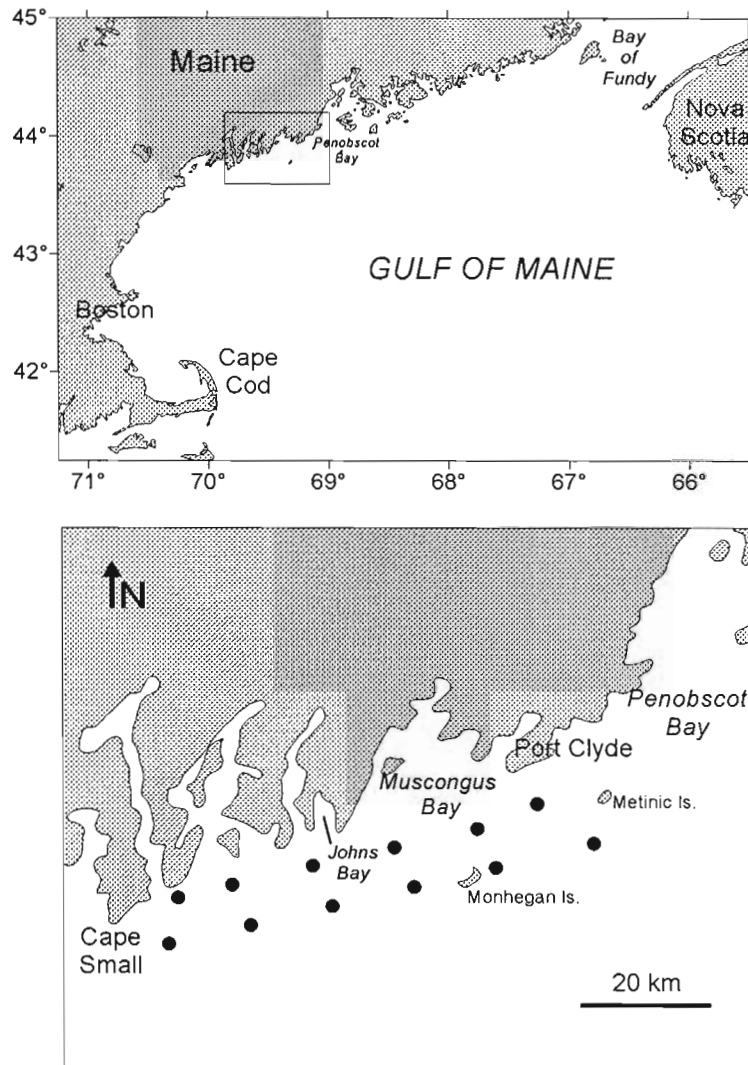 45°
Maine
Bay
of
Fundy
Nova
Scotia
44°
Penobscot
Bay
43°
GULF OF MAINE
Boston
42°
Cape
Cod
71°
70°
69°
68°
67°
66°
N
Penobscot
Bay
Port Clyde
Muscongus
Bay
Metinic Is.
Johns
Bay
Monhegan Is.
Cape
Small
20 km